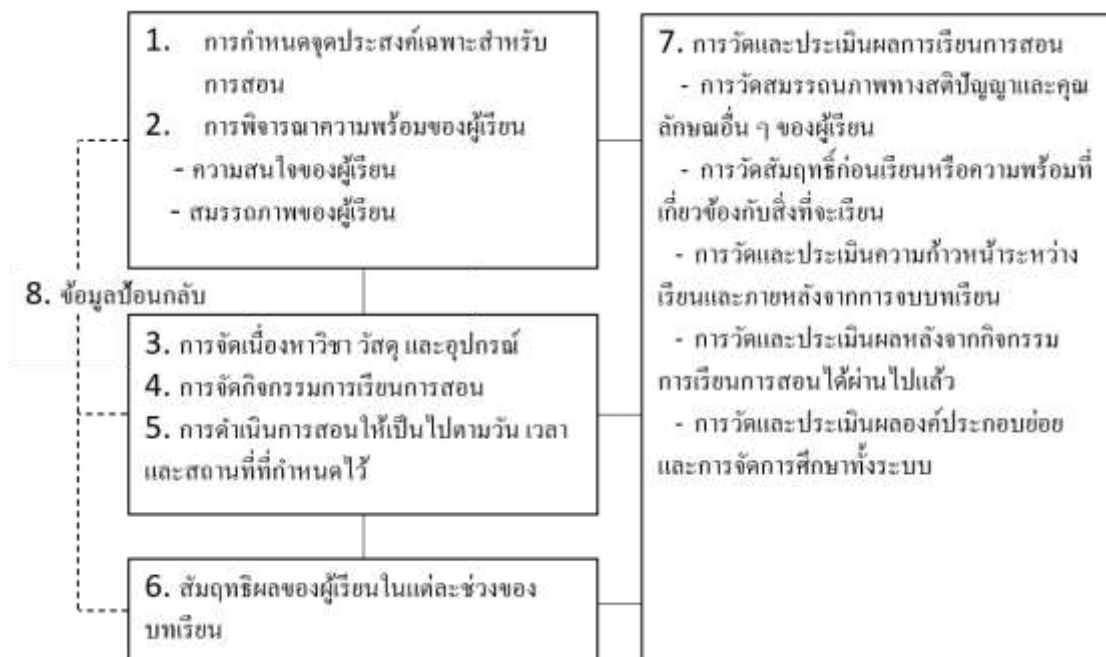 1. การกำหนดจุดประสงค์เฉพาะสำหรับ
การสอน
2. การพิจารณาความพร้อมของผู้เรียน
- ความสนใจของผู้เรียน
- สมรรถภาพของผู้เรียน
8. ข้อมูลป้อนกลับ
3. การจัดเนื่องหาวิชา วัสดุ และอุปกรณ์
4. การจัดกิจกรรมการเรียนการสอน
5. การดำเนินการสอนให้เป็นไปตามวัน เวลา
และสถานที่ที่กำหนดไว้
6. สัมฤทธิผลของผู้เรียนในแต่ละช่วงของ
บทเรียน
7. การวัดและประเมินผลการเรียนการสอน
- การวัดสมรรถนภาพทางสติปัญญาและคุณ
ลักษณอื่น ๆ ของผู้เรียน
- การวัดสัมฤทธิ์ก่อนเรียนหรือความพร้อมที่
เกี่ยวข้องกับสิ่งที่จะเรียน
- การวัดและประเมินความก้าวหน้าระหว่าง
เรียนและภายหลังจากการจบบทเรียน
- การวัดและประเมินผลหลังจากกิจกรรม
การเรียนการสอนได้ผ่านไปแล้ว
- การวัดและประเมินผลองค์ประกอบย่อย
และการจัดการศึกษาทั้งระบบ